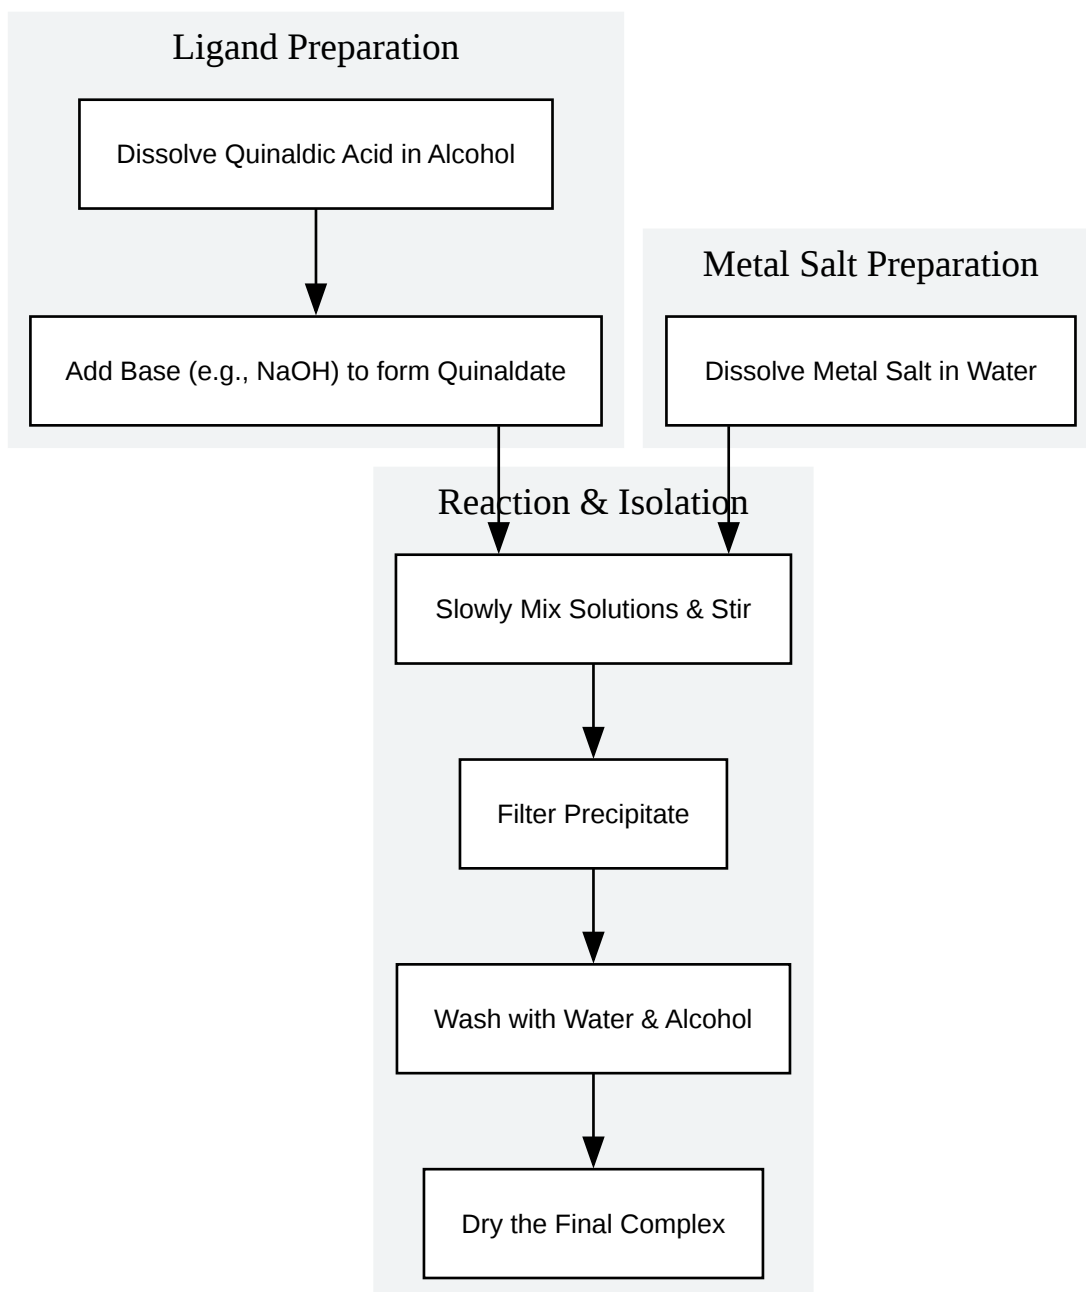 Ligand Preparation
Dissolve Quinaldic Acid in Alcohol
Add Base (e.g., NaOH) to form Quinaldate
Metal Salt Preparation
Dissolve Metal Salt in Water
Reaction & Isolation
Slowly Mix Solutions & Stir
Filter Precipitate
Wash with Water & Alcohol
Dry the Final Complex